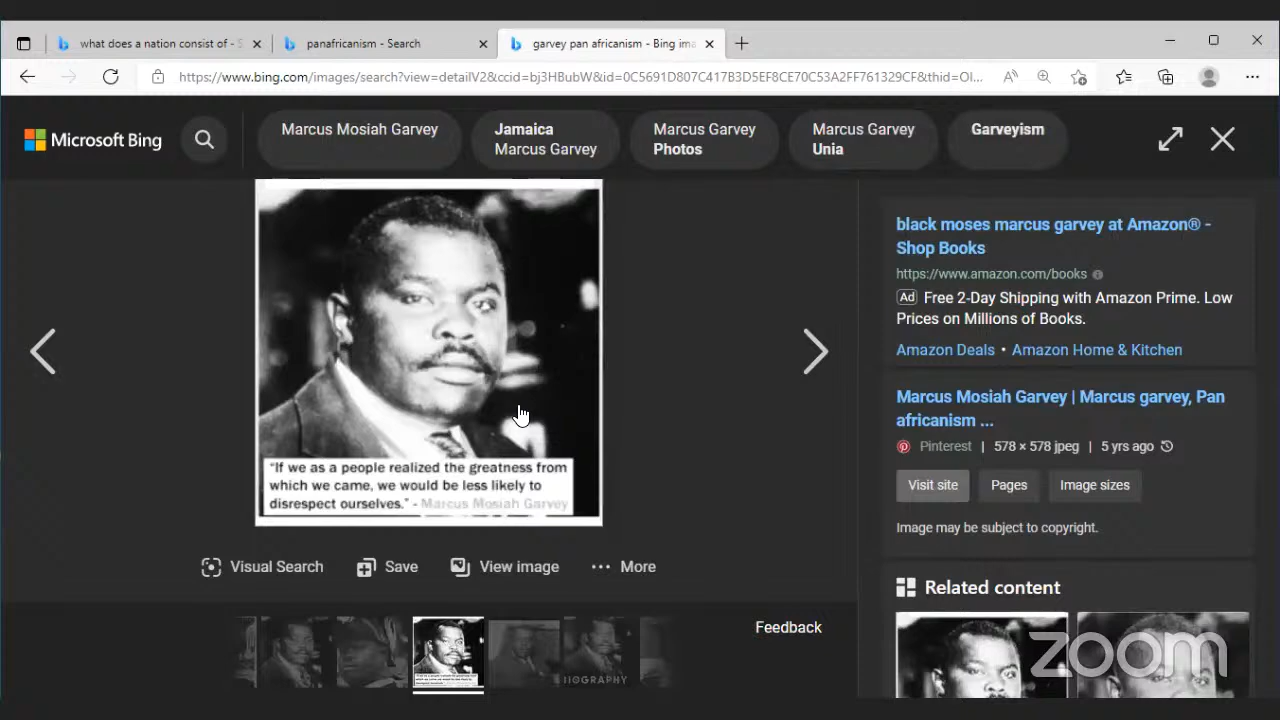 what does a nation consist of - S
panafricanism - Search
garvey pan africanism - Bing ima
https://www.bing.com/images/search?view=detailV2&ccid=bj3HBubW&id=0C5691D807C417B3D5EF8CE70C53A2FF761329CF&thid=OI...
Microsoft Bing
Marcus Mosiah Garvey
Jamaica
Marcus Garvey
Marcus Garvey
Photos
Marcus Garvey
Unia
Garveyism
"If we as a people realized the greatness from
which we came, we would be less likely to
disrespect ourselves." - Marcus Mosiah Garvey
Visual Search
Save
View image
More
Feedback
BIOGRAPHY
black moses marcus garvey at Amazon® -
Shop Books
https://www.amazon.com/books
Ad Free 2-Day Shipping with Amazon Prime. Low
Prices on Millions of Books.
Amazon Deals • Amazon Home & Kitchen
Marcus Mosiah Garvey | Marcus garvey, Pan
africanism ...
Pinterest | 578 × 578 jpeg | 5 yrs ago
Visit site
Pages
Image sizes
Image may be subject to copyright.
Related content
zoom